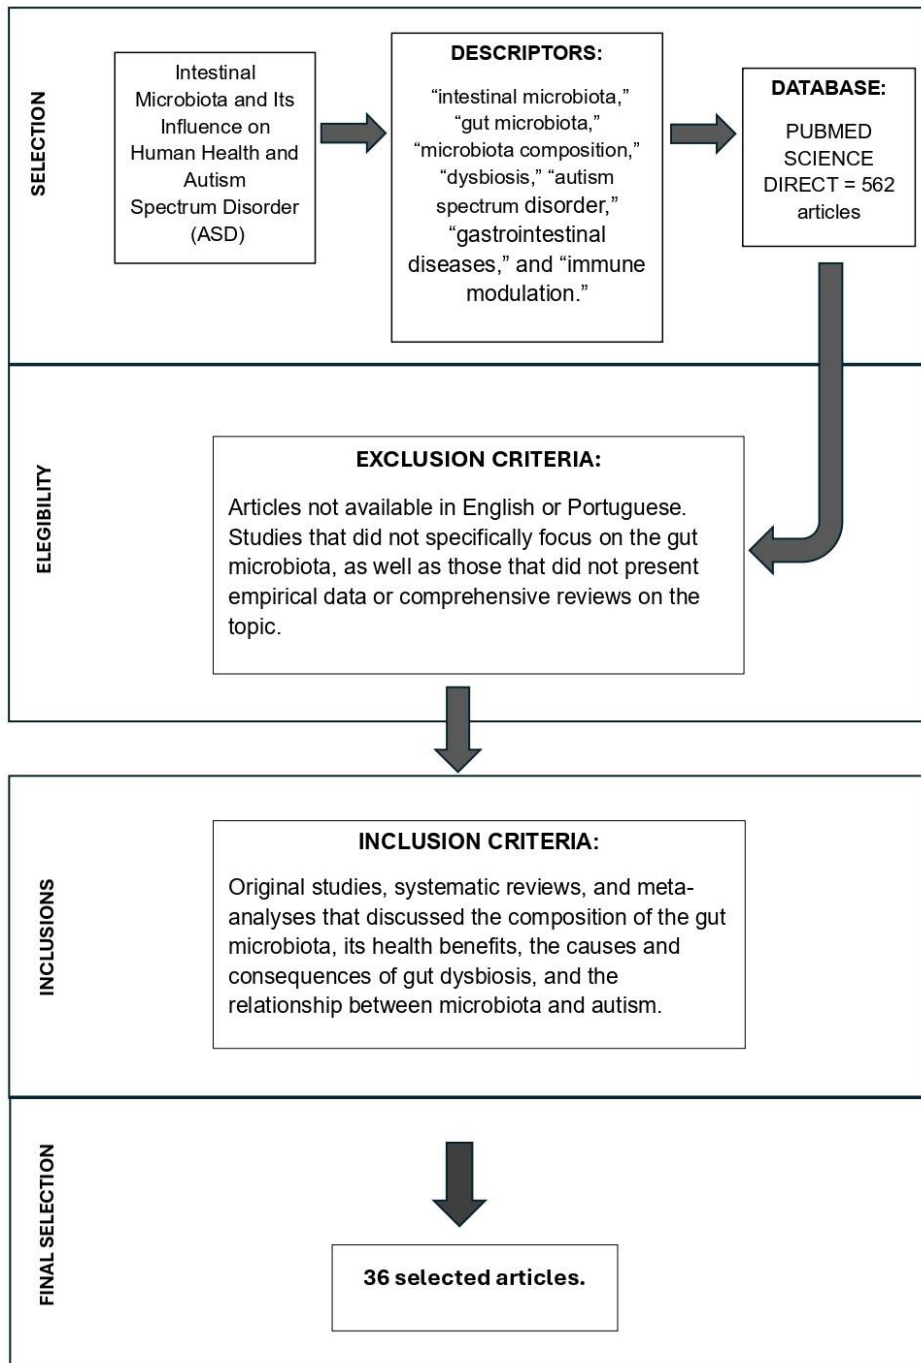 SELECTION
Intestinal
Microbiota and Its
Influence on
Human Health and
Autism
Spectrum Disorder
(ASD)
DESCRIPTORS:
“intestinal microbiota,”
“gut microbiota,”
“microbiota composition,”
“dysbiosis,” “autism
spectrum disorder,”
“gastrointestinal
diseases,” and “immune
modulation.”
DATABASE:
PUBMED
SCIENCE
DIRECT = 562
articles
ELEGIBILITY
EXCLUSION CRITERIA:
Articles not available in English or Portuguese.
Studies that did not specifically focus on the gut
microbiota, as well as those that did not present
empirical data or comprehensive reviews on the
topic.
INCLUSIONS
INCLUSION CRITERIA:
Original studies, systematic reviews, and meta-
analyses that discussed the composition of the gut
microbiota, its health benefits, the causes and
consequences of gut dysbiosis, and the
relationship between microbiota and autism.
FINAL SELECTION
36 selected articles.